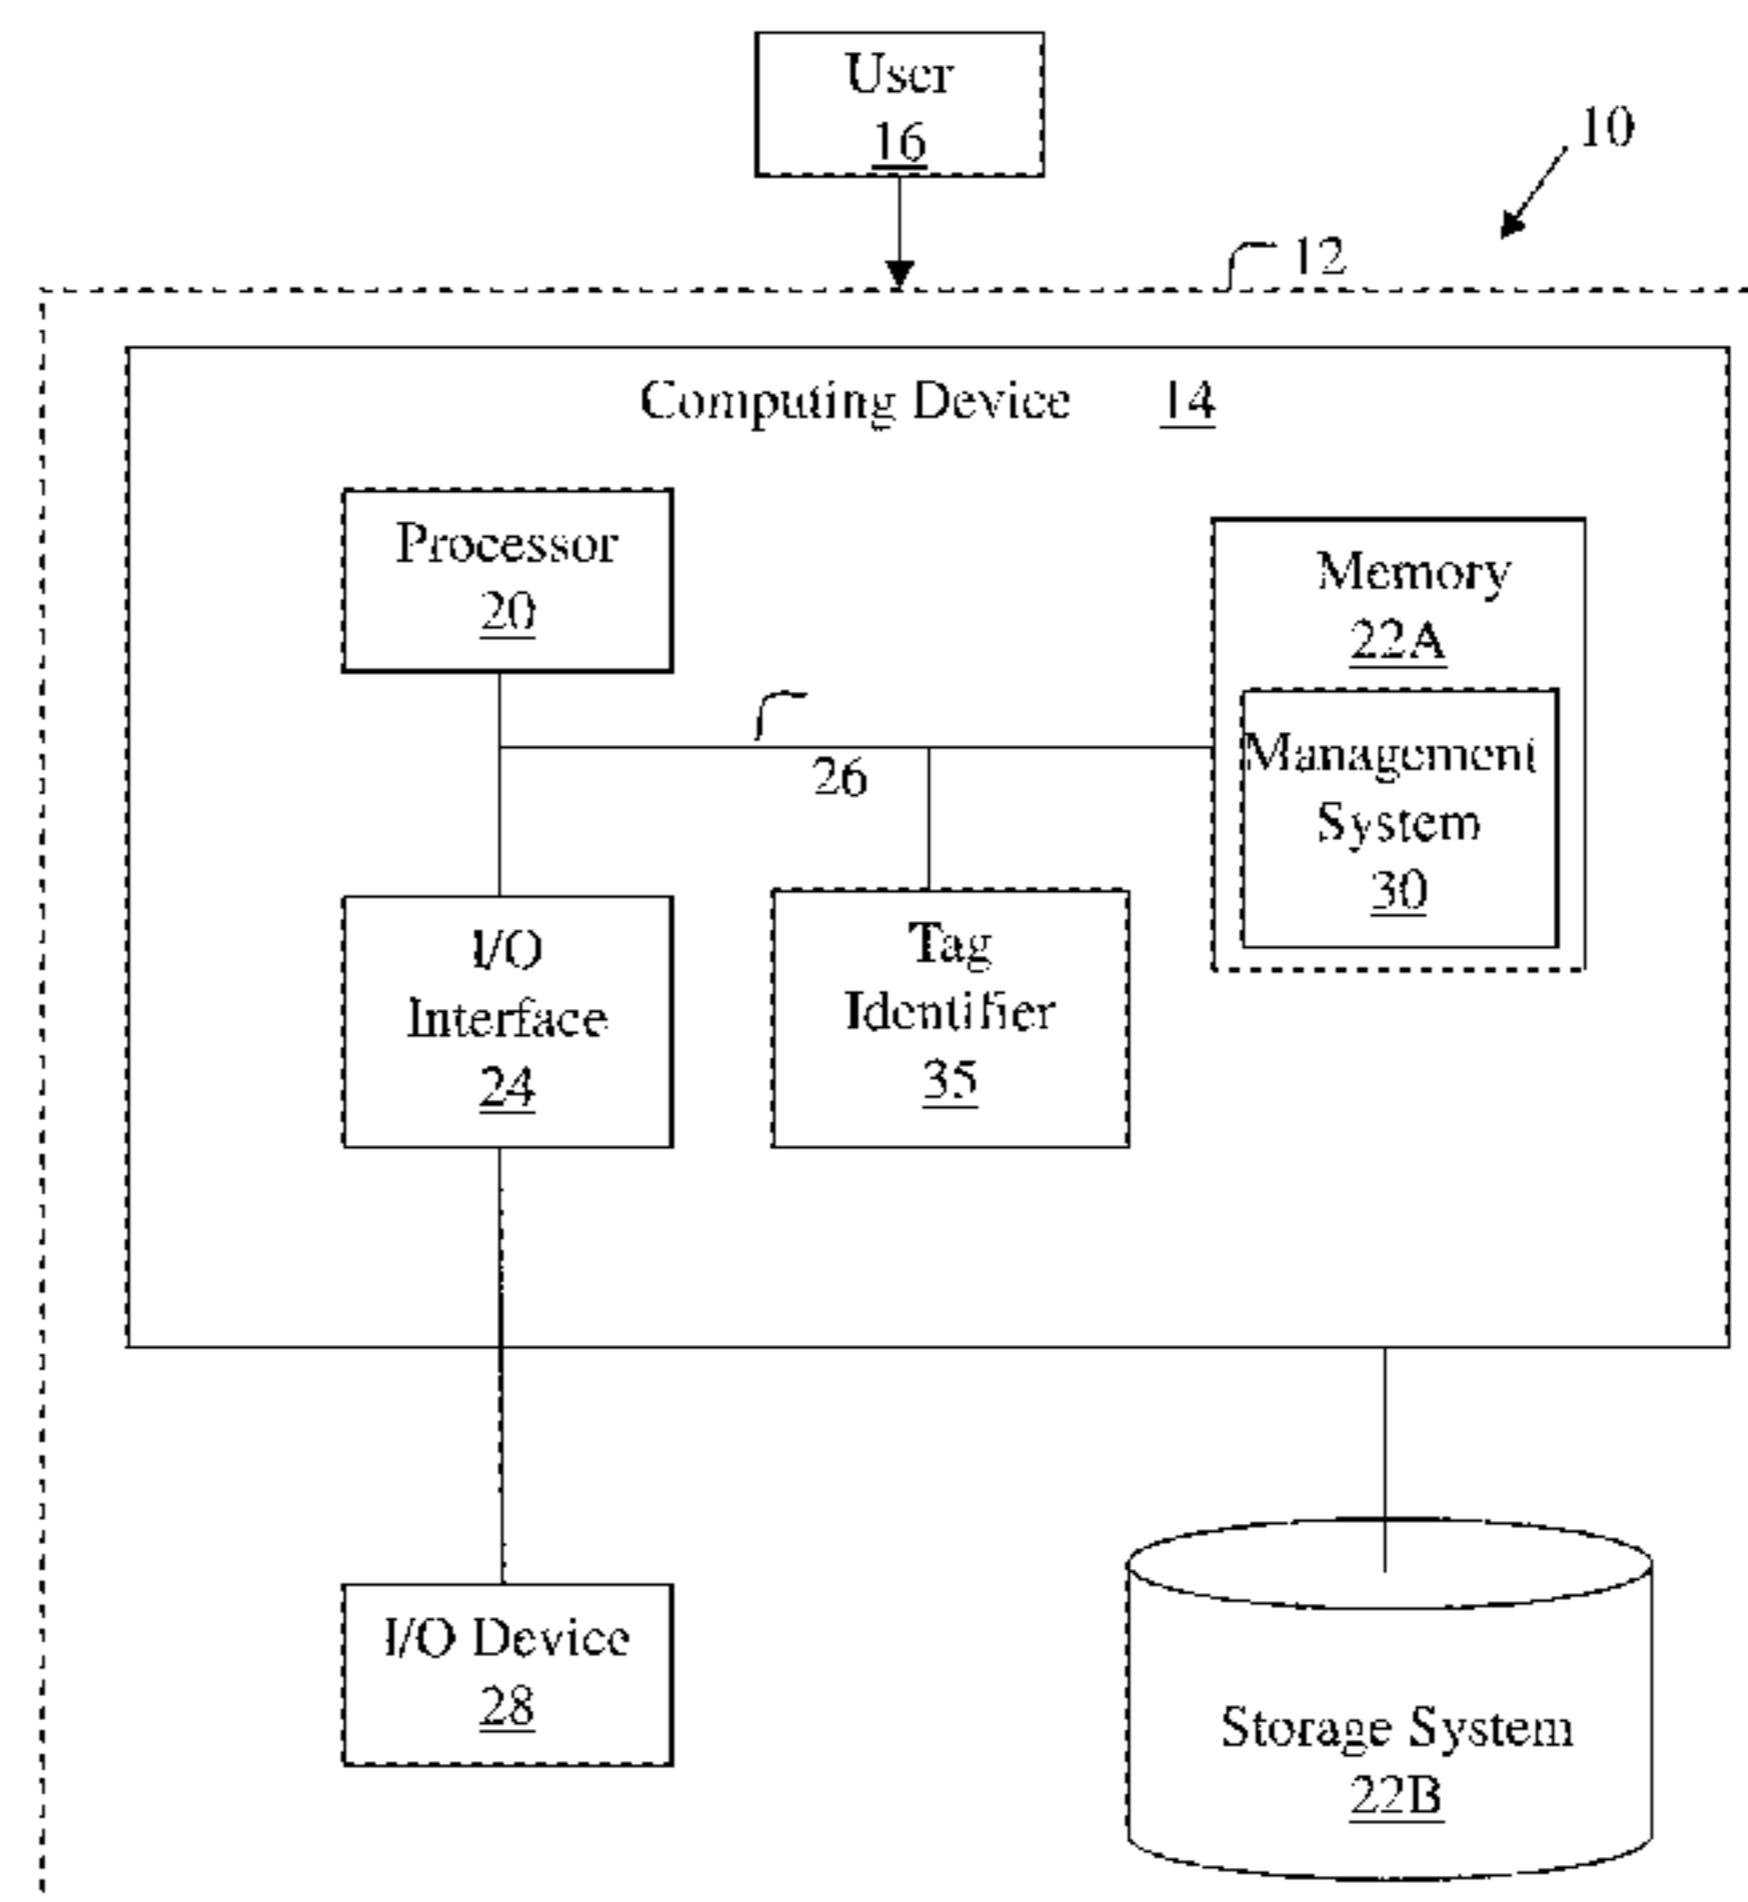 User
16
10
12
Computing Device 14
Processor
20
Memory
22A
26
Management
System
30
I/O
Interface
24
Tag
Identifier
35
I/O Device
28
Storage System
22B